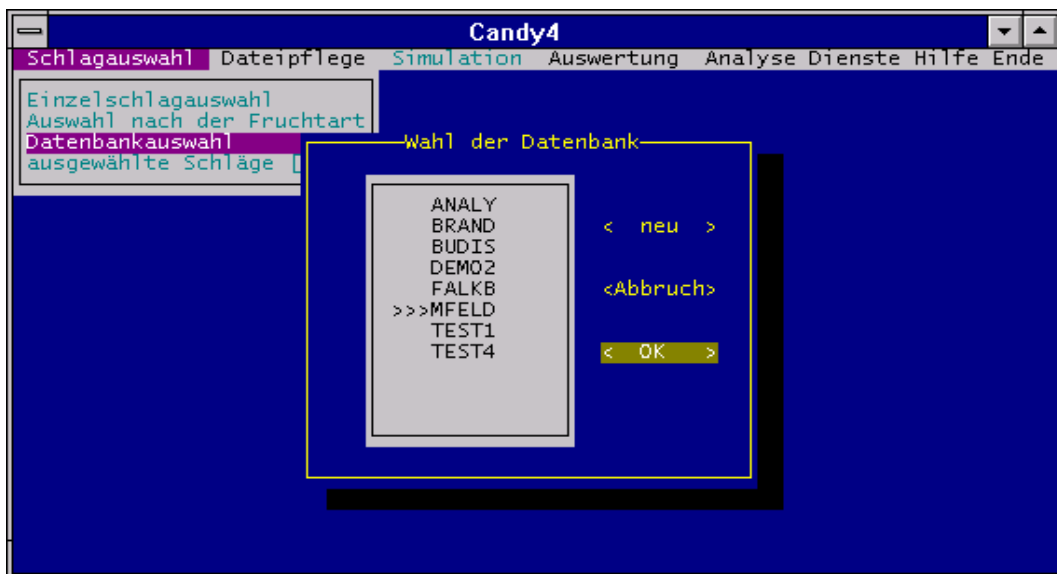 Candy4
Schlagauswahl Dateipflege Simulation Auswertung Analyse Dienste Hilfe Ende
Einzelschlagauswahl
Auswahl nach der Fruchtart
Datenbankauswahl
ausgewählte Schläge [
Wahl der Datenbank
ANALY
BRAND
BUDIS
DEMO2
FALKB
>>>MFELD
TEST1
TEST4
< neu >
<Abbruch>
< OK >